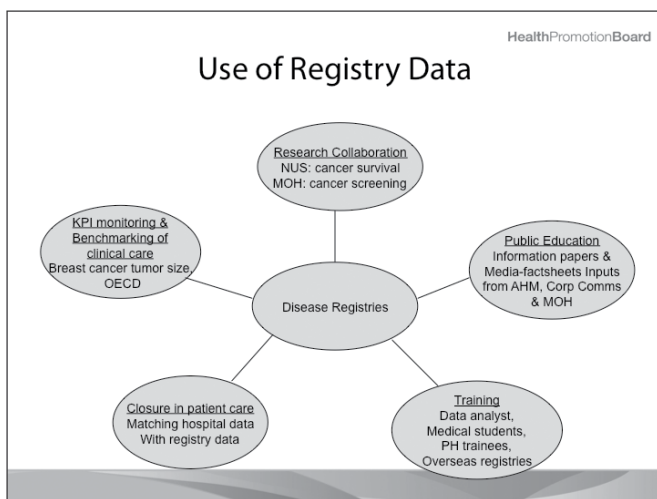 HealthPromotionBoard
Use of Registry Data
Research Collaboration
NUS: cancer survival
MOH: cancer screening
KPI monitoring &
Benchmarking of
clinical care
Breast cancer tumor size,
OECD
Public Education
Information papers &
Media-factsheets Inputs
from AHM, Corp Comms
& MOH
Disease Registries
Closure in patient care
Matching hospital data
With registry data
Training
Data analyst,
Medical students,
PH trainees,
Overseas registries